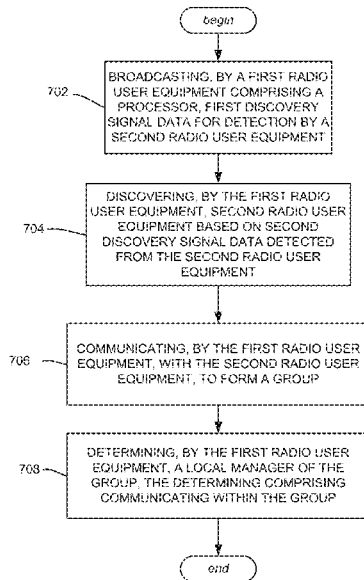 begin
702
BROADCASTING, BY A FIRST RADIO
USER EQUIPMENT COMPRISING A
PROCESSOR, FIRST DISCOVERY
SIGNAL DATA FOR DETECTION BY A
SECOND RADIO USER EQUIPMENT
704
DISCOVERING, BY THE FIRST RADIO
USER EQUIPMENT, SECOND RADIO USER
EQUIPMENT BASED ON SECOND
DISCOVERY SIGNAL DATA DETECTED
FROM THE SECOND RADIO USER
EQUIPMENT
706
COMMUNICATING, BY THE FIRST RADIO USER
EQUIPMENT, WITH THE SECOND RADIO USER
EQUIPMENT, TO FORM A GROUP
708
DETERMINING, BY THE FIRST RADIO USER
EQUIPMENT, A LOCAL MANAGER OF THE
GROUP, THE DETERMINING COMPRISING
COMMUNICATING WITHIN THE GROUP
end